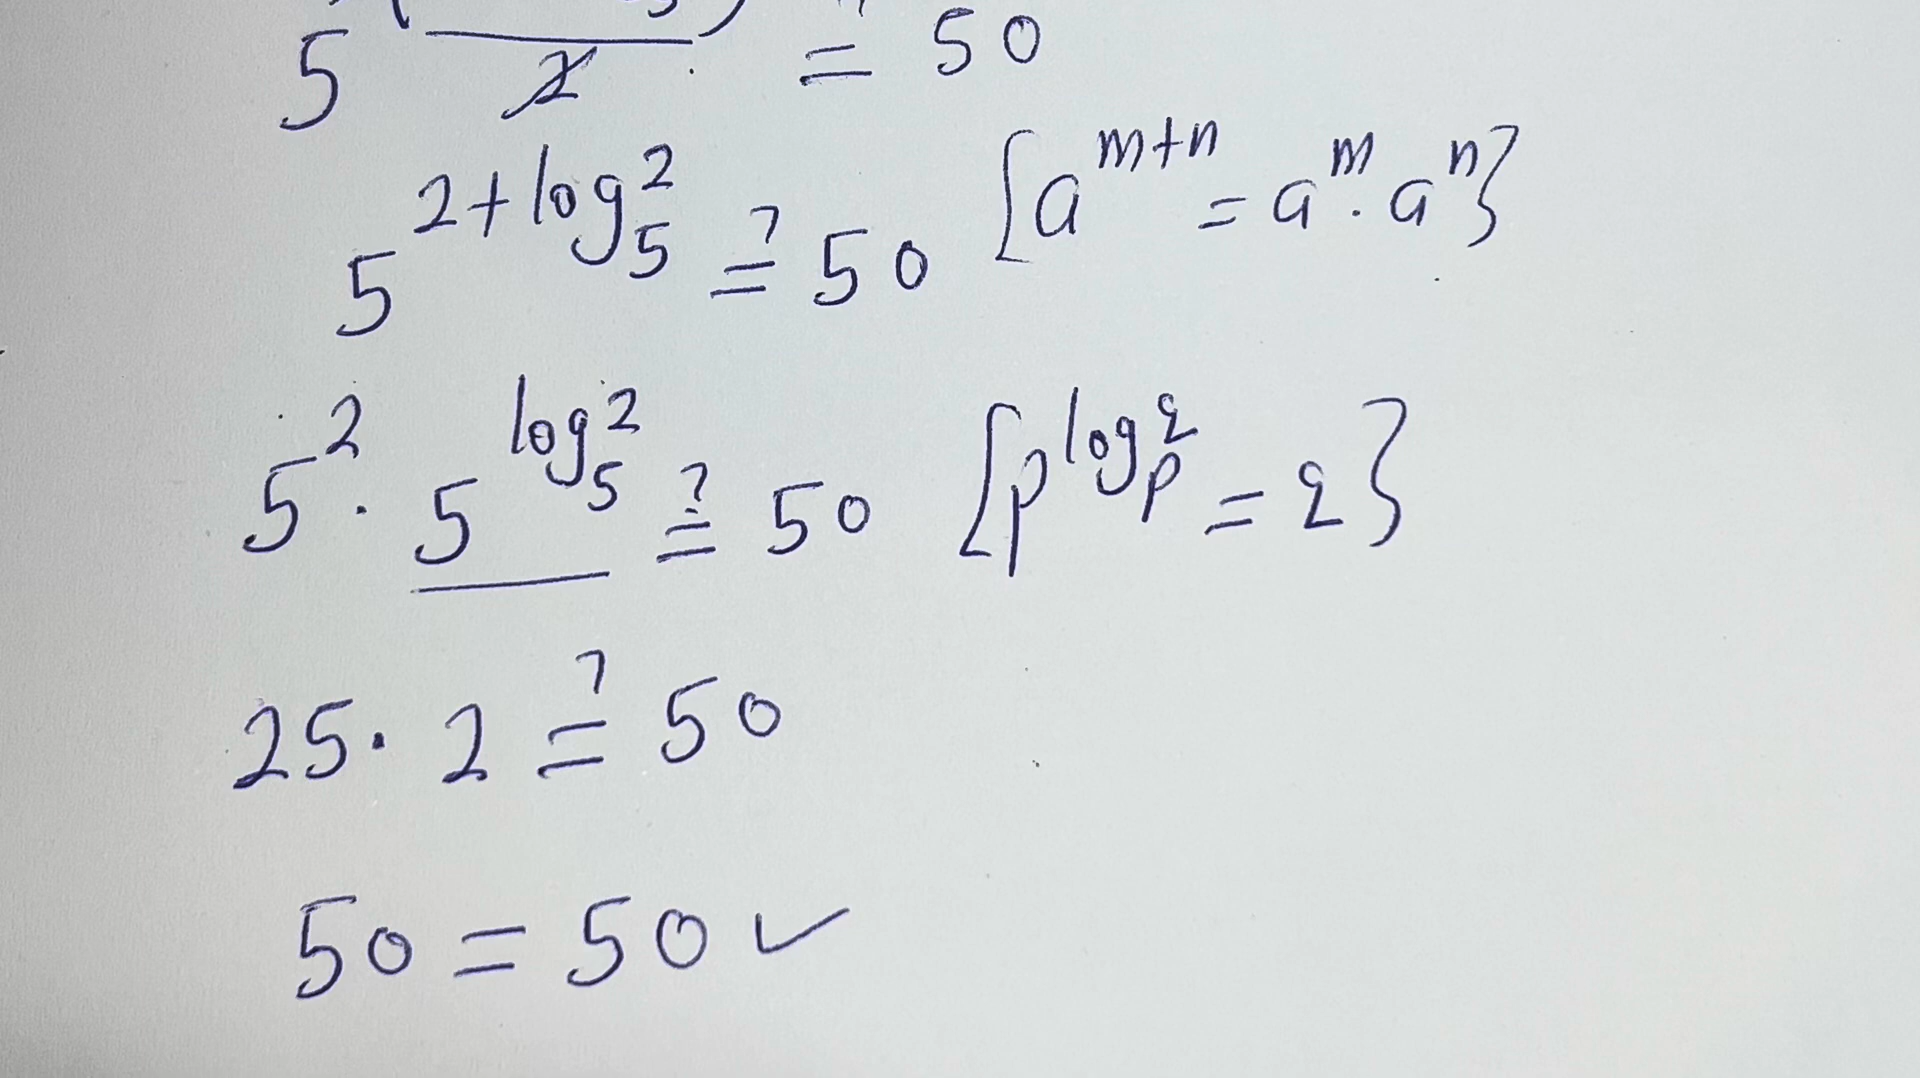 5^(/2) = 50
5^(2+log_5^2) ?= 50 [a^(m+n) = a^m . a^n}
5^2 . 5^(log_5^2) ?= 50 [p^(log_p^q) = q}
25 · 2 ?= 50
50 = 50 ✓